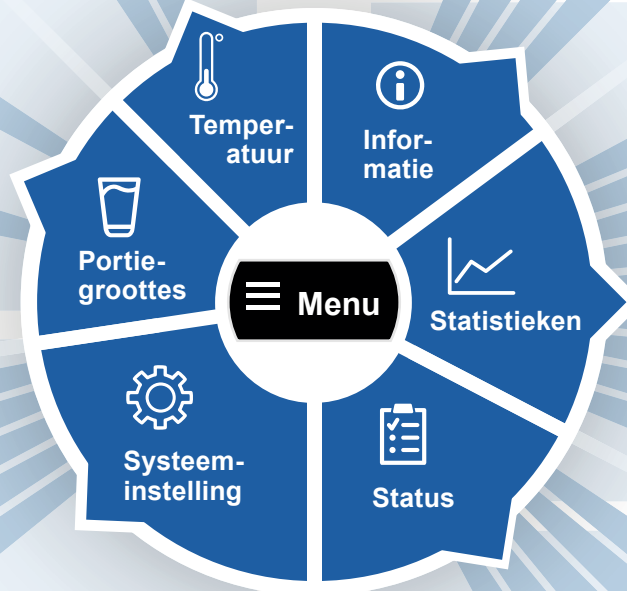 Temper-
atuur
Infor-
matie
Portie-
groottes
Menu
Statistieken
Systeem-
instelling
Status